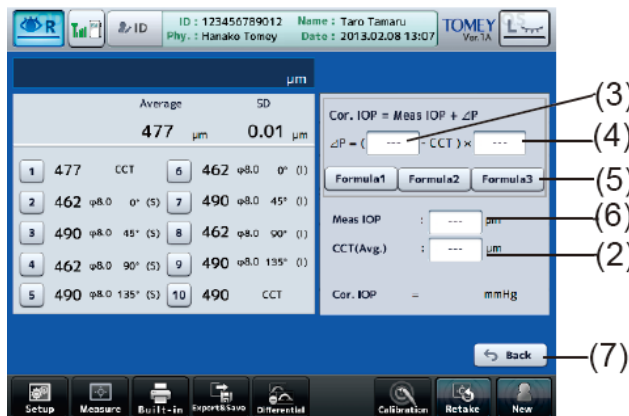 R
ID
ID : 123456789012 Name : Taro Tamaru
Phy. : Hanako Tomey Date : 2013.02.08 13:07
TOMEY
Ver.1A
L
µm
Average SD
477 µm 0.01 µm
1 477 CCT 6 462 φ8.0 0° (I)
2 462 φ8.0 0° (S) 7 490 φ8.0 45° (I)
3 490 φ8.0 45° (S) 8 462 φ8.0 90° (I)
4 462 φ8.0 90° (S) 9 490 φ8.0 135° (I)
5 490 φ8.0 135° (S) 10 490 CCT
Cor. IOP = Meas IOP + ⊿P
⊿P = ( --- - CCT ) × ---
Formula1 Formula2 Formula3
Meas IOP : --- µm
CCT(Avg.) : --- µm
Cor. IOP = mmHg
(3)
(4)
(5)
(6)
(2)
Back
(7)
Setup Measure Built-in Export&Save Differential Calibration Retake New